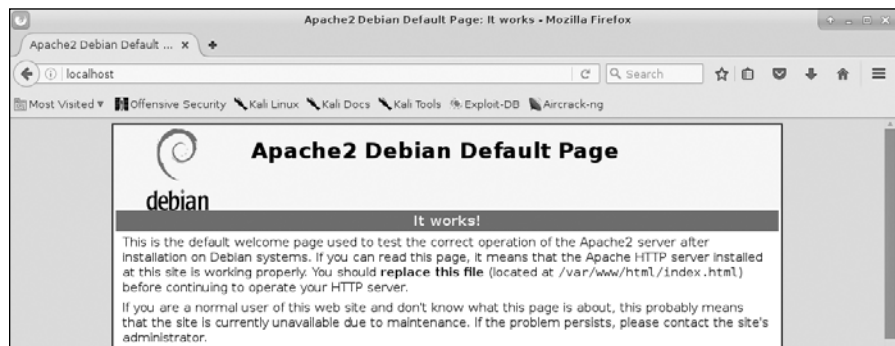 Apache2 Debian Default Page: It works - Mozilla Firefox
Apache2 Debian Default ...
localhost
Search
Most Visited
Offensive Security
Kali Linux
Kali Docs
Kali Tools
Exploit-DB
Aircrack-ng
debian
Apache2 Debian Default Page
It works!
This is the default welcome page used to test the correct operation of the Apache2 server after
installation on Debian systems. If you can read this page, it means that the Apache HTTP server installed
at this site is working properly. You should replace this file (located at /var/www/html/index.html)
before continuing to operate your HTTP server.
If you are a normal user of this web site and don't know what this page is about, this probably means
that the site is currently unavailable due to maintenance. If the problem persists, please contact the site's
administrator.